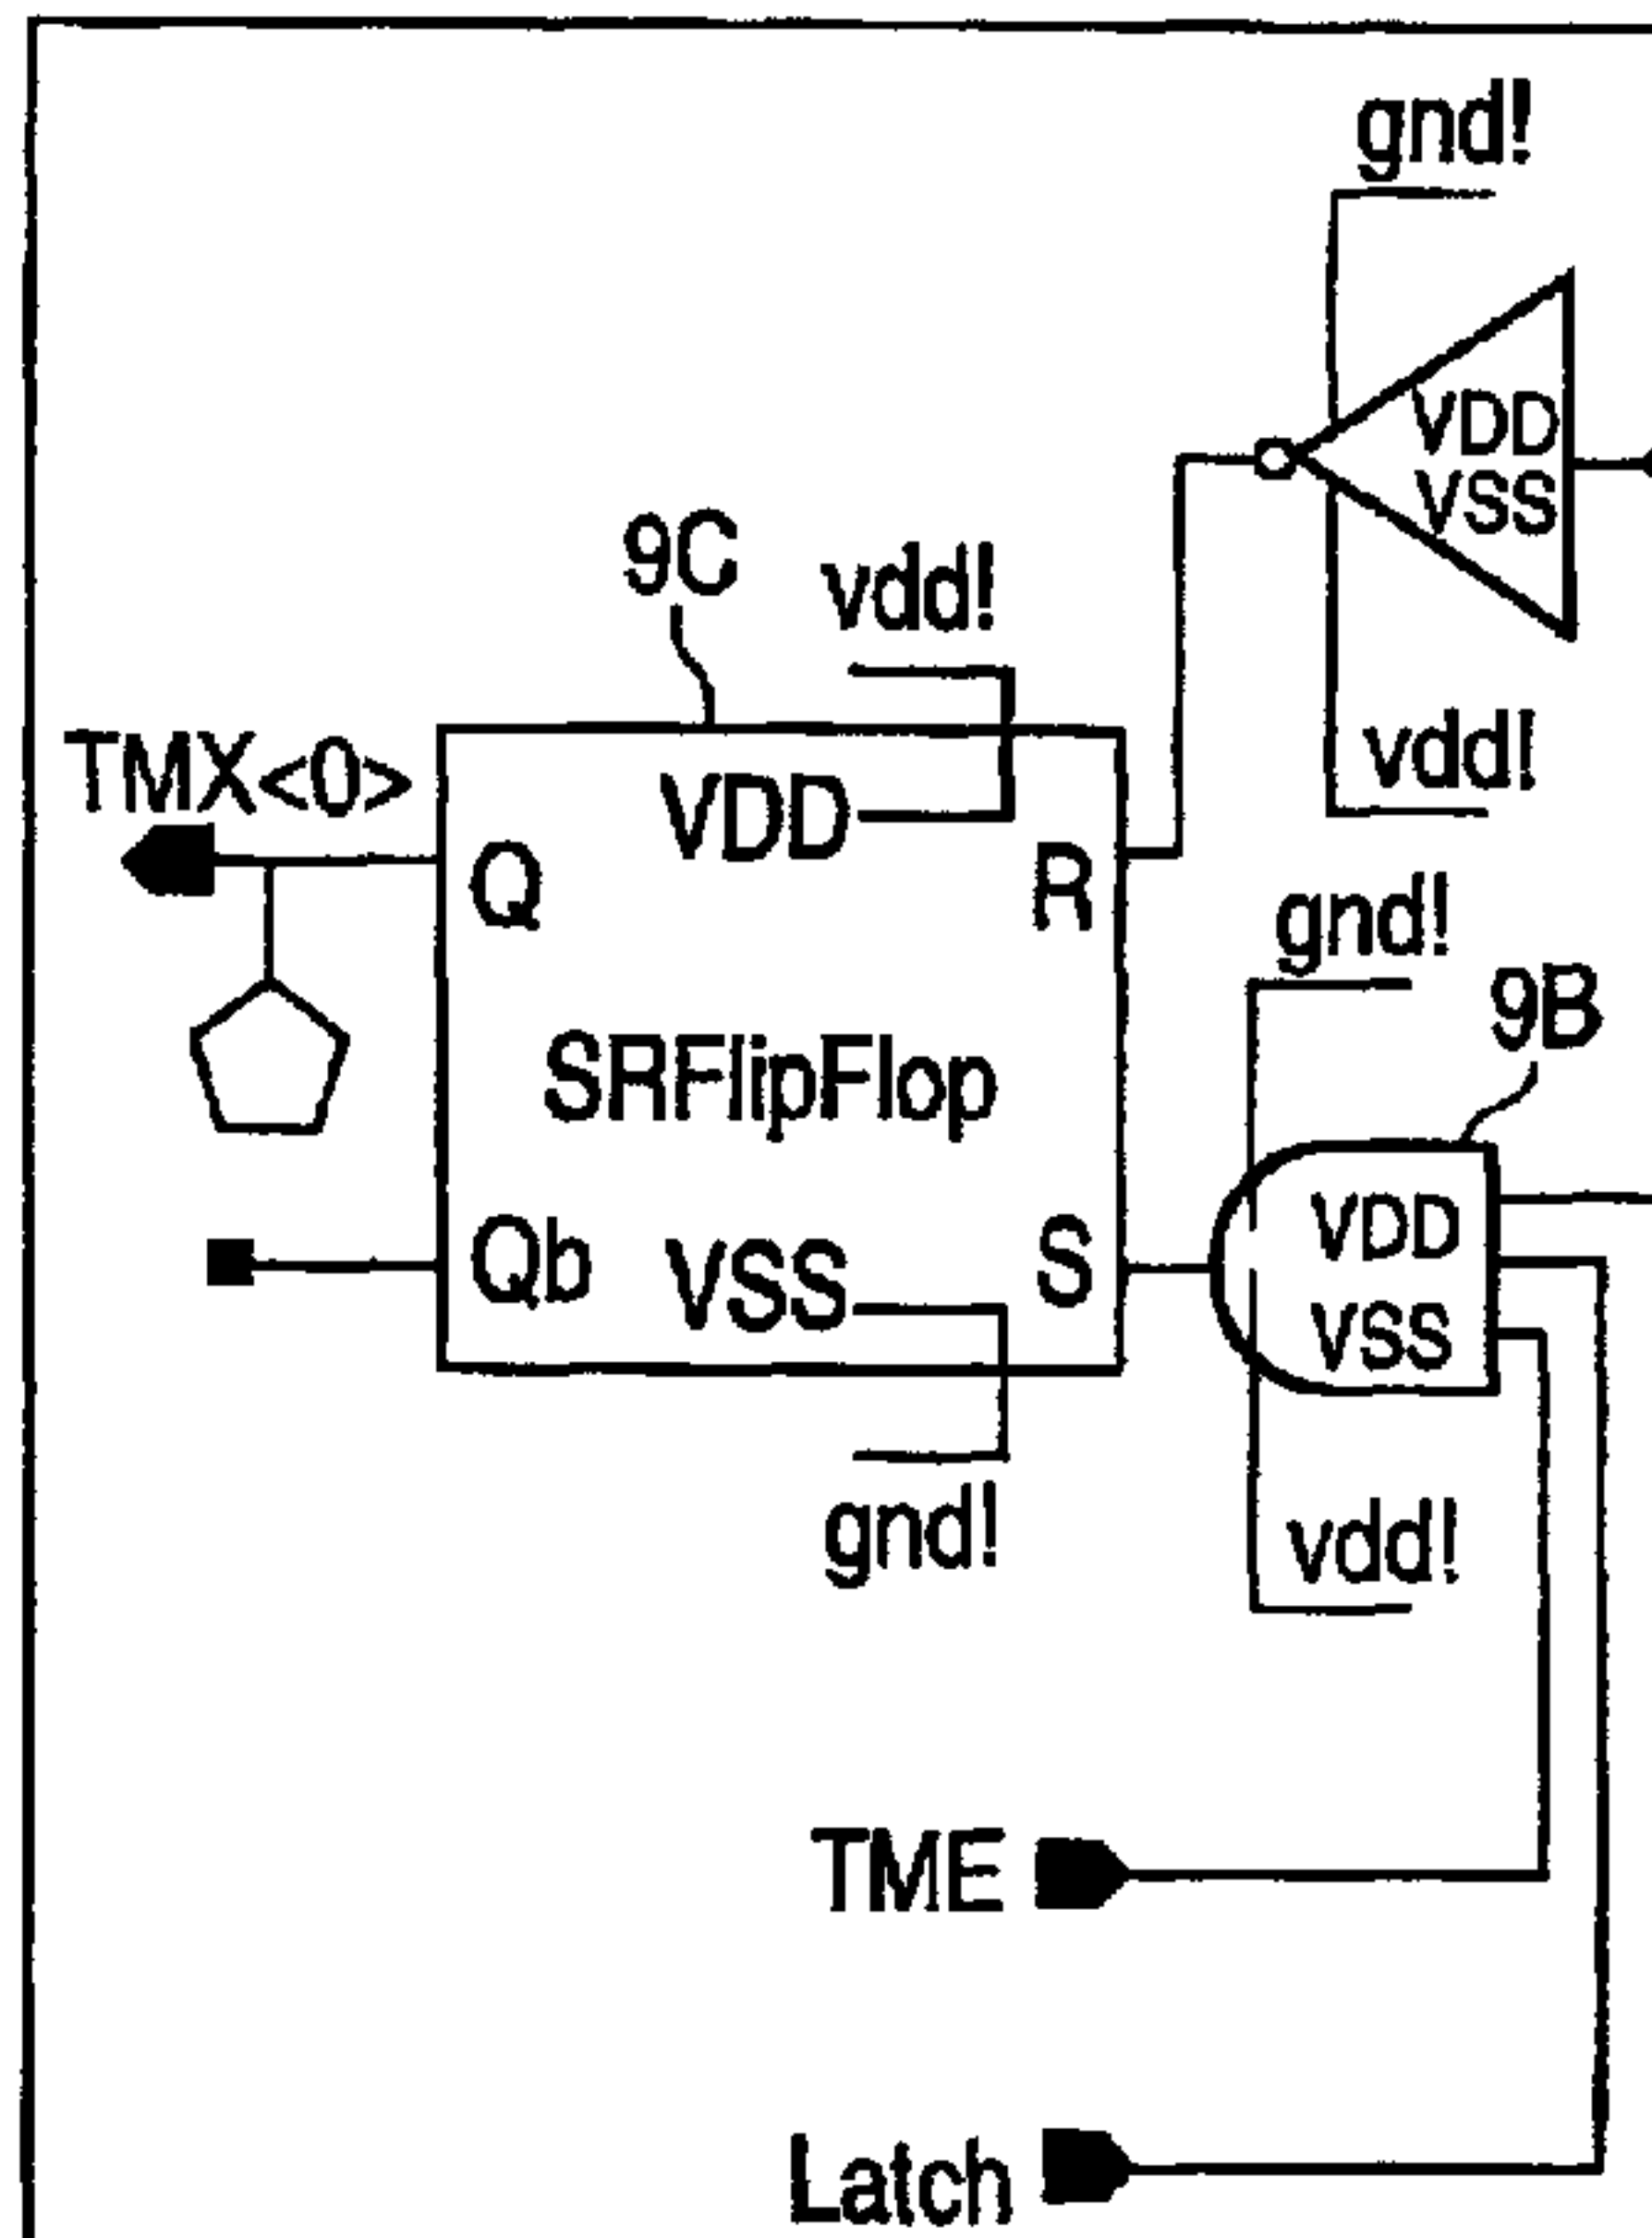 gnd!
VDD
VSS
9C
vdd!
TMX<0>
vdd!
VDD
Q
R
gnd!
9B
SRFlipFlop
VDD
Qb
VSS
S
VSS
gnd!
vdd!
TME
Latch